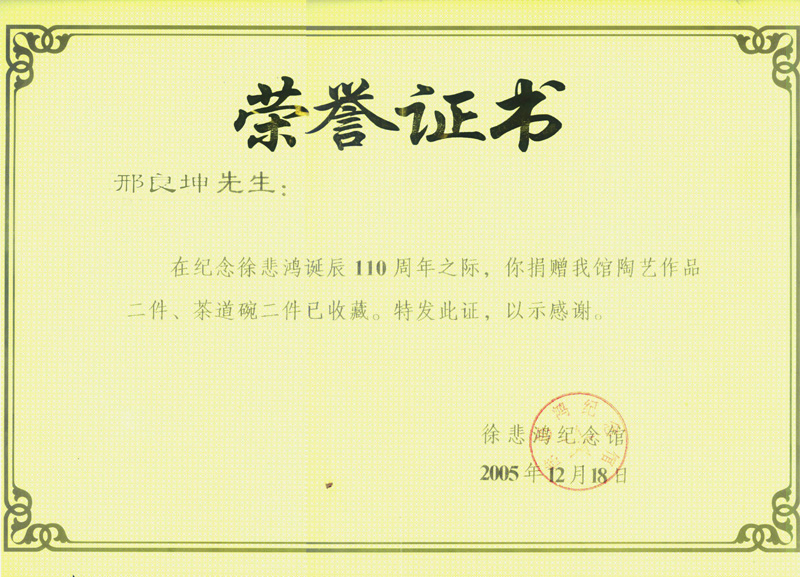 荣誉证书
邢良坤先生：
在纪念徐悲鸿诞辰110周年之际，你捐赠我馆陶艺作品
二件、茶道碗二件已收藏。特发此证，以示感谢。
徐悲鸿纪念馆
2005年12月18日